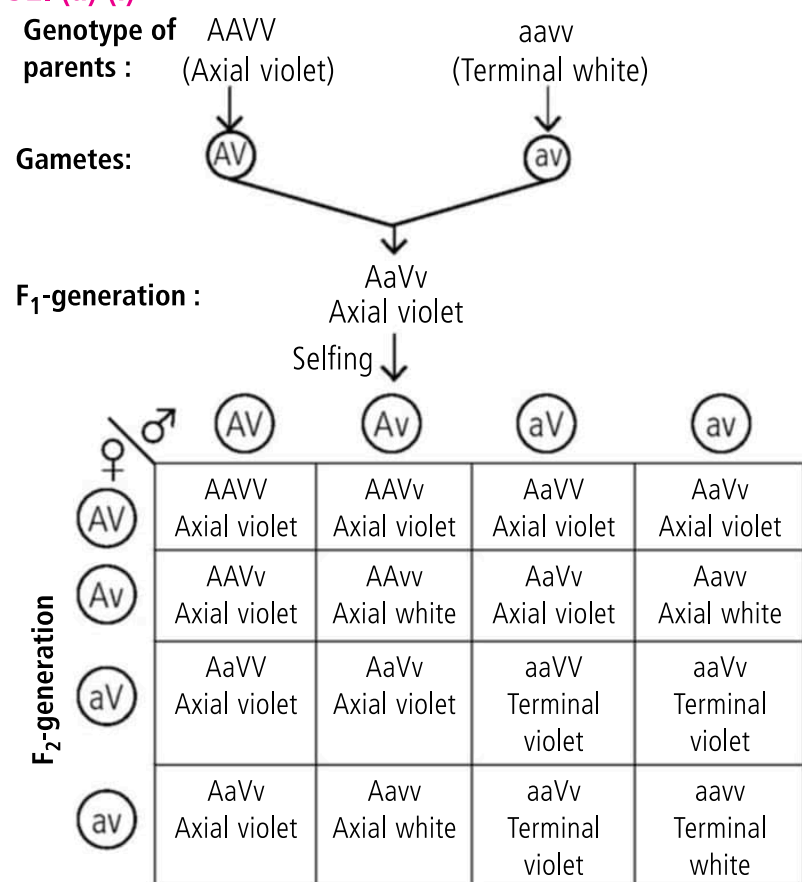 Genotype of AAVV aavv
parents : (Axial violet) (Terminal white)
Gametes: AV av
AaVv
F₁-generation :
Axial violet
Selfing
♂ AV Av aV av
♀
AV AAVV AAVv AaVV AaVv
Axial violet Axial violet Axial violet Axial violet
Av AAVv AAvv AaVv Aavv
Axial violet Axial white Axial violet Axial white
F₂-generation
aV AaVV AaVv aaVV aaVv
Axial violet Axial violet Terminal Terminal
violet violet
av AaVv Aavv aaVv aavv
Axial violet Axial white Terminal Terminal
violet white